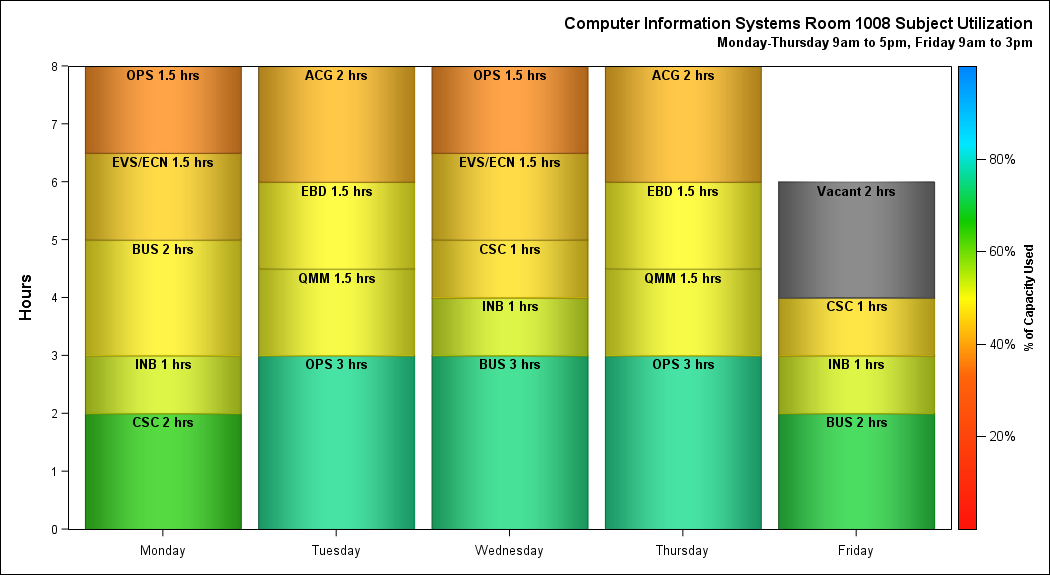 Computer Information Systems Room 1008 Subject Utilization
Monday-Thursday 9am to 5pm, Friday 9am to 3pm
Hours
8
7
6
5
4
3
2
1
0
OPS 1.5 hrs
EVS/ECN 1.5 hrs
BUS 2 hrs
INB 1 hrs
CSC 2 hrs
Monday
ACG 2 hrs
EBD 1.5 hrs
QMM 1.5 hrs
OPS 3 hrs
Tuesday
OPS 1.5 hrs
EVS/ECN 1.5 hrs
CSC 1 hrs
INB 1 hrs
BUS 3 hrs
Wednesday
ACG 2 hrs
EBD 1.5 hrs
QMM 1.5 hrs
OPS 3 hrs
Thursday
Vacant 2 hrs
CSC 1 hrs
INB 1 hrs
BUS 2 hrs
Friday
80%
60%
40%
20%
% of Capacity Used